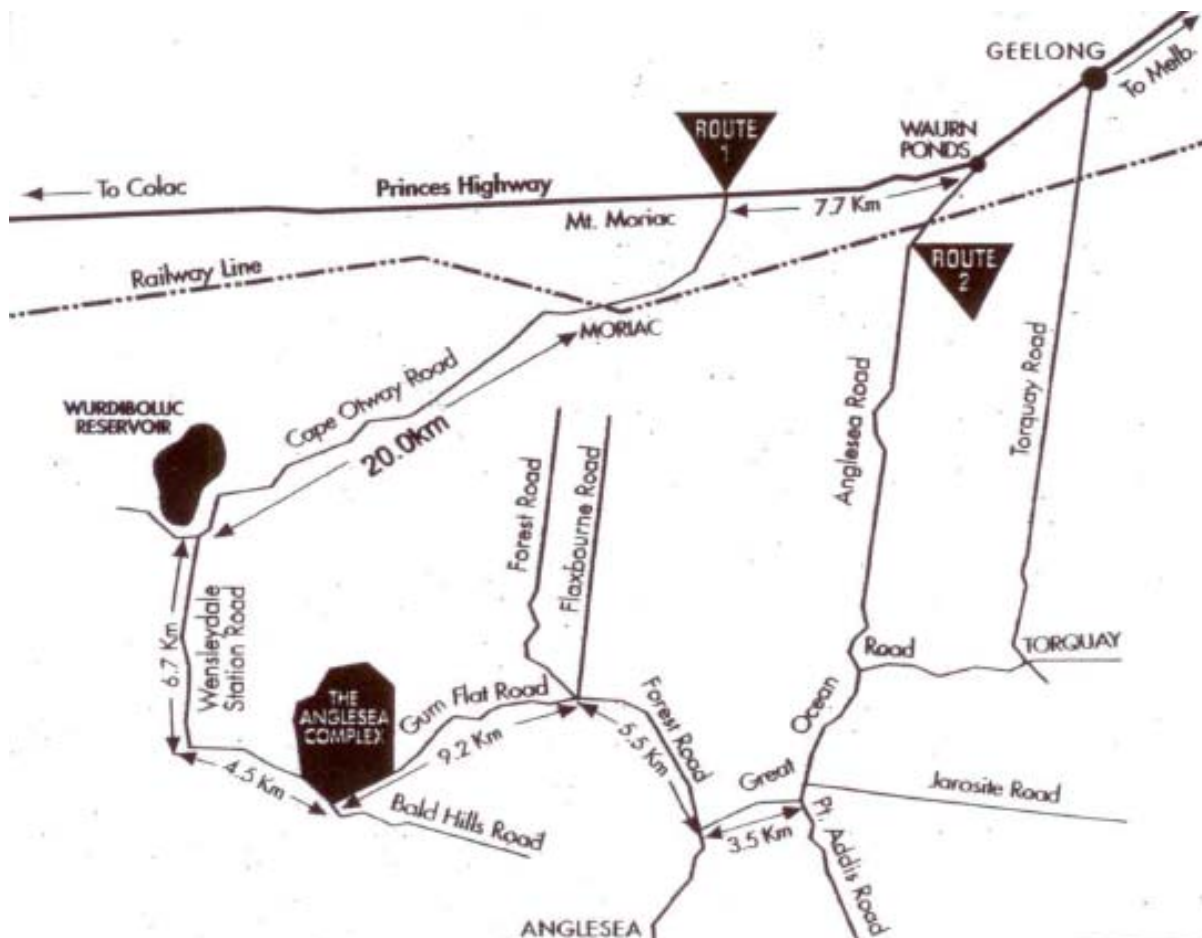 GEELONG
To Melb.
ROUTE
1
WAURN
PONDS
To Colac
Princes Highway
7.7 Km
Mt. Moriac
Railway Line
ROUTE
2
MORIAC
Cape Otway Road
20.0km
WURDIBOLUC
RESERVOIR
Anglesea Road
Torquay Road
Forest Road
Flaxbourne Road
Wensleydale
Station Road
6.7 Km
Road
TORQUAY
THE
ANGLESEA
COMPLEX
Gum Flat Road
9.2 Km
Forest Road
5.5 Km
Ocean
Great
4.5 Km
Bald Hills Road
Jarosite Road
3.5 Km
Pt. Addis Road
ANGLESEA